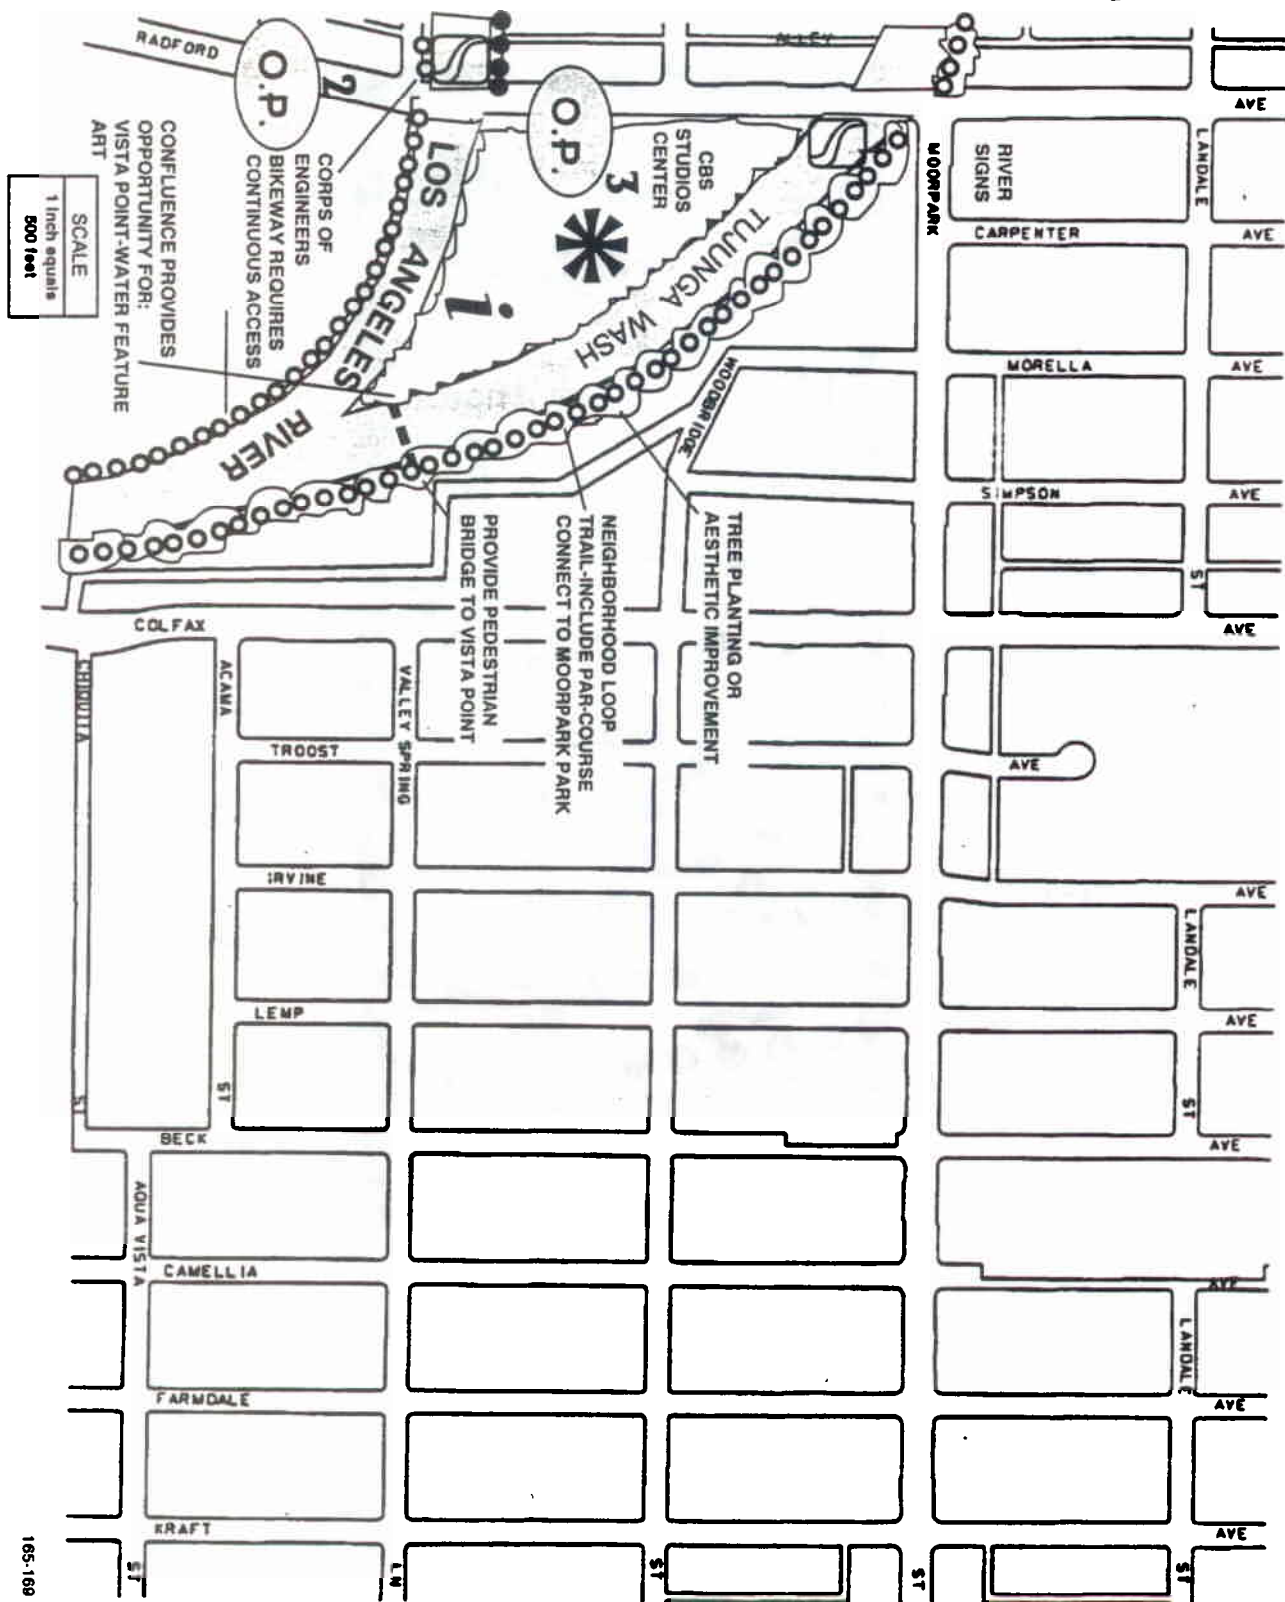 ALLEY
RADFORD
O.P.
2
O.P.
3
CBS
STUDIOS
CENTER
CORPS OF
ENGINEERS
BIKEWAY REQUIRES
CONTINUOUS ACCESS
CONFLUENCE PROVIDES
OPPORTUNITY FOR:
VISTA POINT-WATER FEATURE
ART
SCALE
1 inch equals
500 feet
LOS ANGELES RIVER
i
TUJUNGA WASH
MOORPARK
RIVER
SIGNS
LANDALE
AVE
CARPENTER
AVE
MORELLA
AVE
WOODBRIDGE
SIMPSON
AVE
ST
AVE
TREE PLANTING OR
AESTHETIC IMPROVEMENT
NEIGHBORHOOD LOOP
TRAIL-INCLUDE PAR-COURSE
CONNECT TO MOORPARK PARK
PROVIDE PEDESTRIAN
BRIDGE TO VISTA POINT
COLFAX
CHIQUITA
ACAMA
VALLEY SPRING
TROOST
AVE
IRVINE
AVE
LANDALE
LEMP
AVE
ST
ST
ST
BECK
AVE
AQUA VISTA
CAMELLIA
AVE
LANDALE
FARMDALE
AVE
KRAFT
AVE
ST
LN
ST
ST
ST
165-169